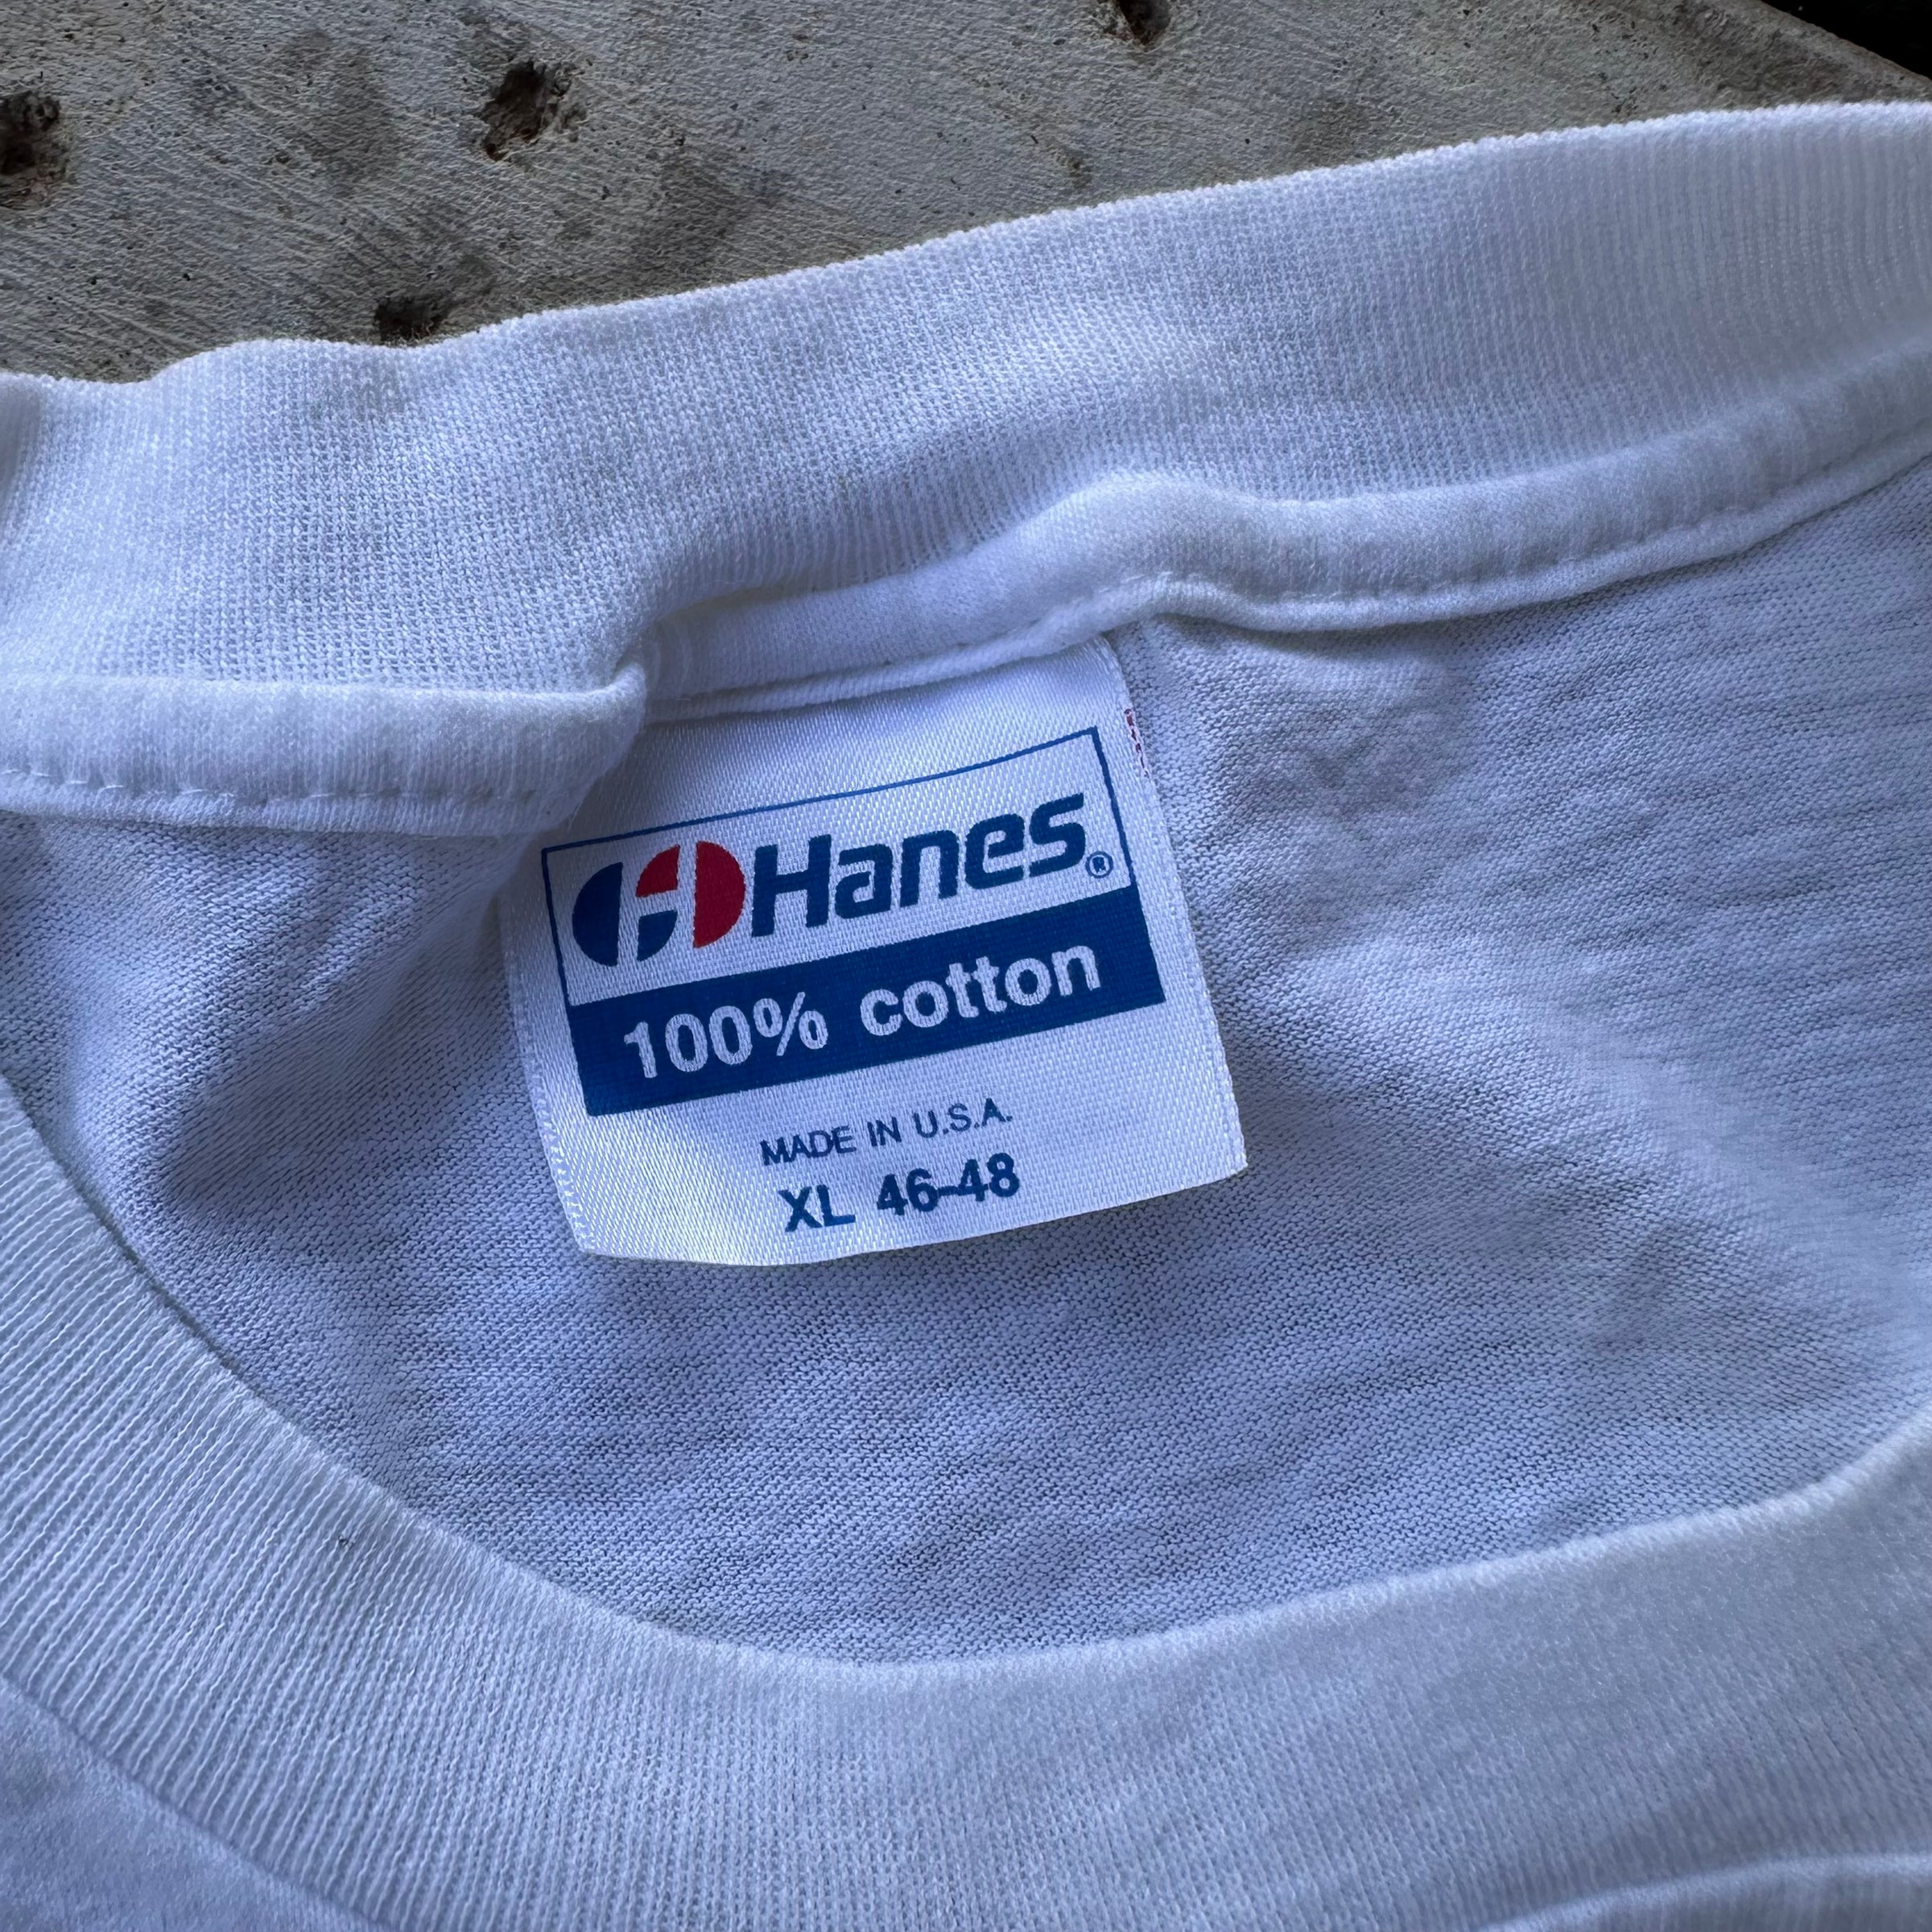 Hanes®
100% cotton
MADE IN U.S.A.
XL 46-48